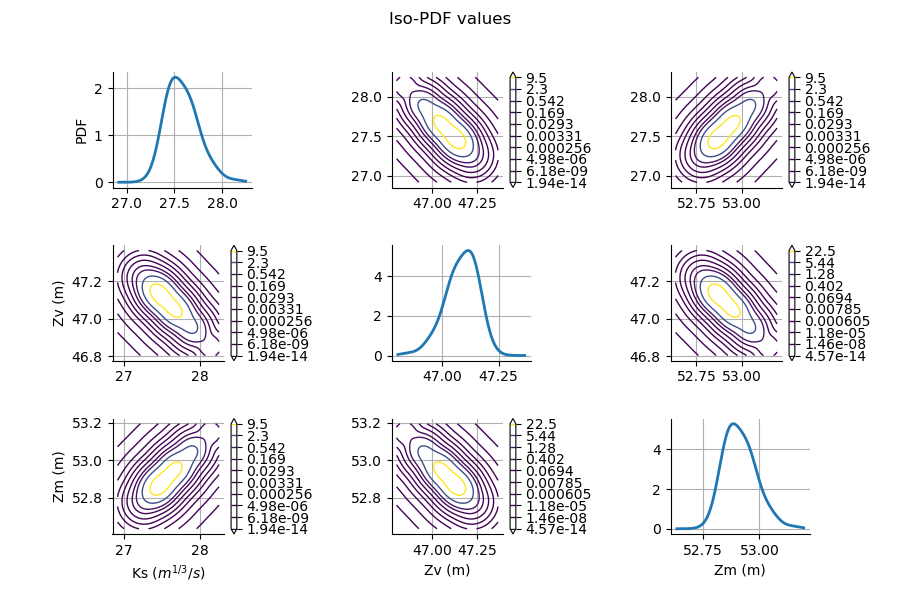 Iso-PDF values
PDF
2
1
0
27.0 27.5 28.0
28.0
27.5
27.0
47.00 47.25
9.5
2.3
0.542
0.169
0.0293
0.00331
0.000256
4.98e-06
6.18e-09
1.94e-14
28.0
27.5
27.0
52.75 53.00
9.5
2.3
0.542
0.169
0.0293
0.00331
0.000256
4.98e-06
6.18e-09
1.94e-14
Zv (m)
47.2
47.0
46.8
27 28
9.5
2.3
0.542
0.169
0.0293
0.00331
0.000256
4.98e-06
6.18e-09
1.94e-14
4
2
0
47.00 47.25
47.2
47.0
46.8
52.75 53.00
22.5
5.44
1.28
0.402
0.0694
0.00785
0.000605
1.18e-05
1.46e-08
4.57e-14
Zm (m)
53.2
53.0
52.8
27 28
Ks (m^{1/3}/s)
9.5
2.3
0.542
0.169
0.0293
0.00331
0.000256
4.98e-06
6.18e-09
1.94e-14
53.2
53.0
52.8
47.00 47.25
Zv (m)
22.5
5.44
1.28
0.402
0.0694
0.00785
0.000605
1.18e-05
1.46e-08
4.57e-14
4
2
0
52.75 53.00
Zm (m)